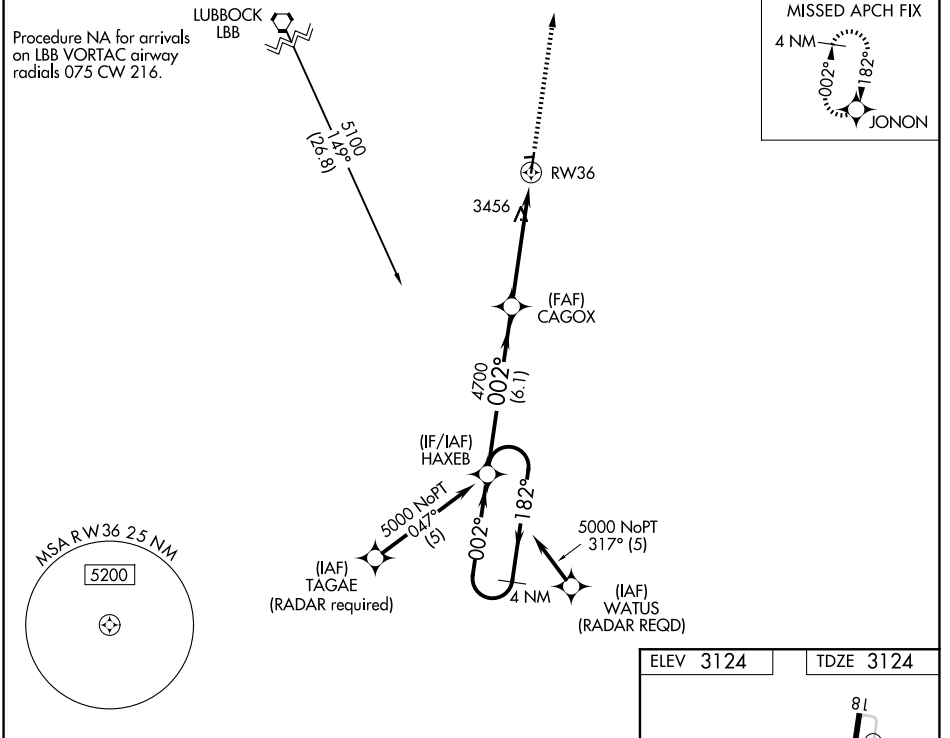 LUBBOCK
LBB
Procedure NA for arrivals
on LBB VORTAC airway
radials 075 CW 216.
5100
149°
(26.8)
MISSED APCH FIX
4 NM
002°
182°
JONON
RW36
3456
(FAF)
CAGOX
4700
002°
(6.1)
(IF/IAF)
HAXEB
5000 NoPT
047°
(5)
(IAF)
TAGAE
(RADAR required)
002°
182°
4 NM
5000 NoPT
317° (5)
(IAF)
WATUS
(RADAR REQD)
MSA RW36 25 NM
5200
ELEV 3124
TDZE 3124
18